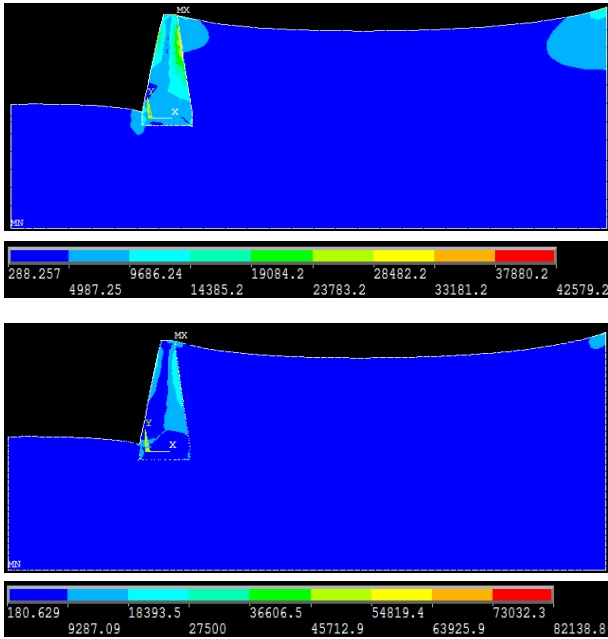 MX
Y
X
MN
288.257 9686.24 19084.2 28482.2 37880.2
4987.25 14385.2 23783.2 33181.2 42579.2
MX
Y
X
MN
180.629 18393.5 36606.5 54819.4 73032.3
9287.09 27500 45712.9 63925.9 82138.8